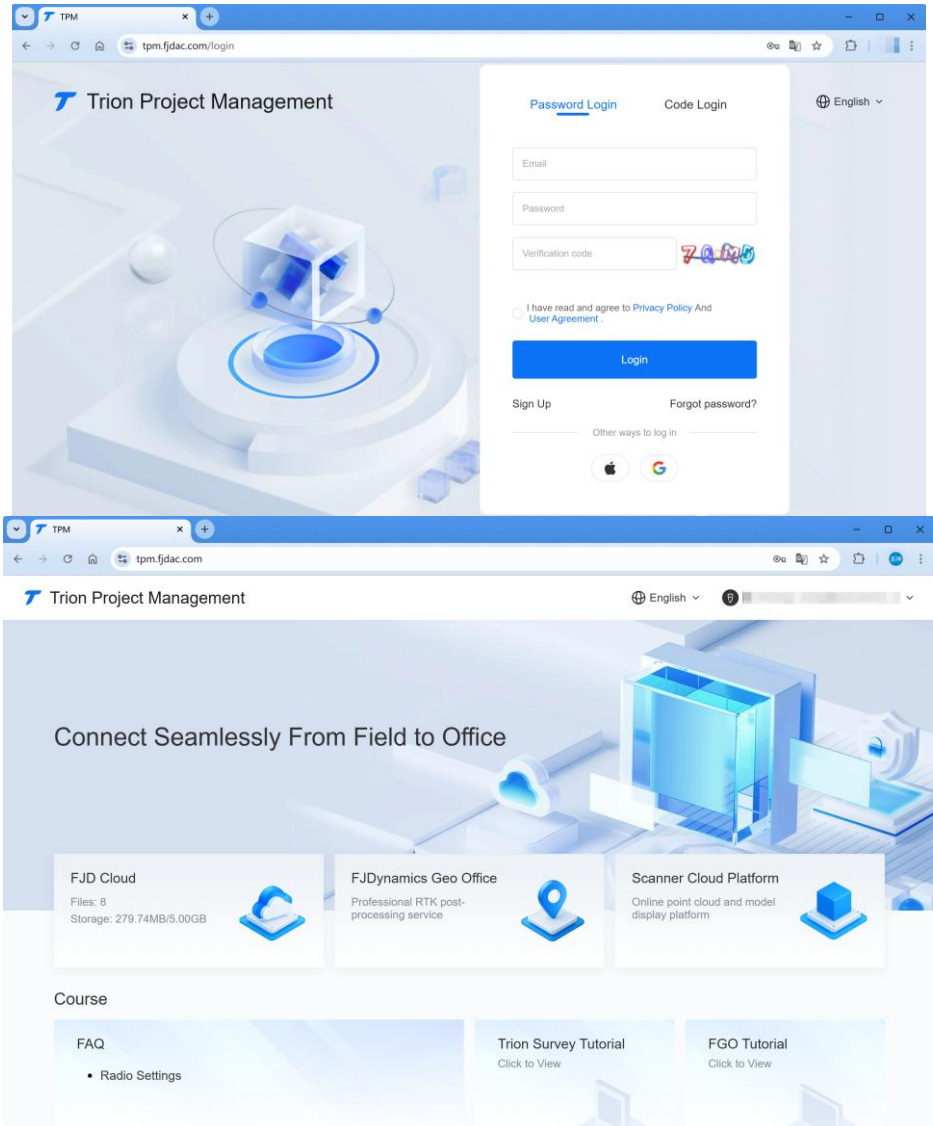 TPM
tpm.fjdac.com/login
Trion Project Management
Password Login
Code Login
English
Email
Password
Verification code
I have read and agree to Privacy Policy And
User Agreement .
Login
Sign Up
Forgot password?
Other ways to log in
TPM
tpm.fjdac.com
Trion Project Management
English
Connect Seamlessly From Field to Office
FJD Cloud
Files: 8
Storage: 279.74MB/5.00GB
FJDynamics Geo Office
Professional RTK post-
processing service
Scanner Cloud Platform
Online point cloud and model
display platform
Course
FAQ
• Radio Settings
Trion Survey Tutorial
Click to View
FGO Tutorial
Click to View